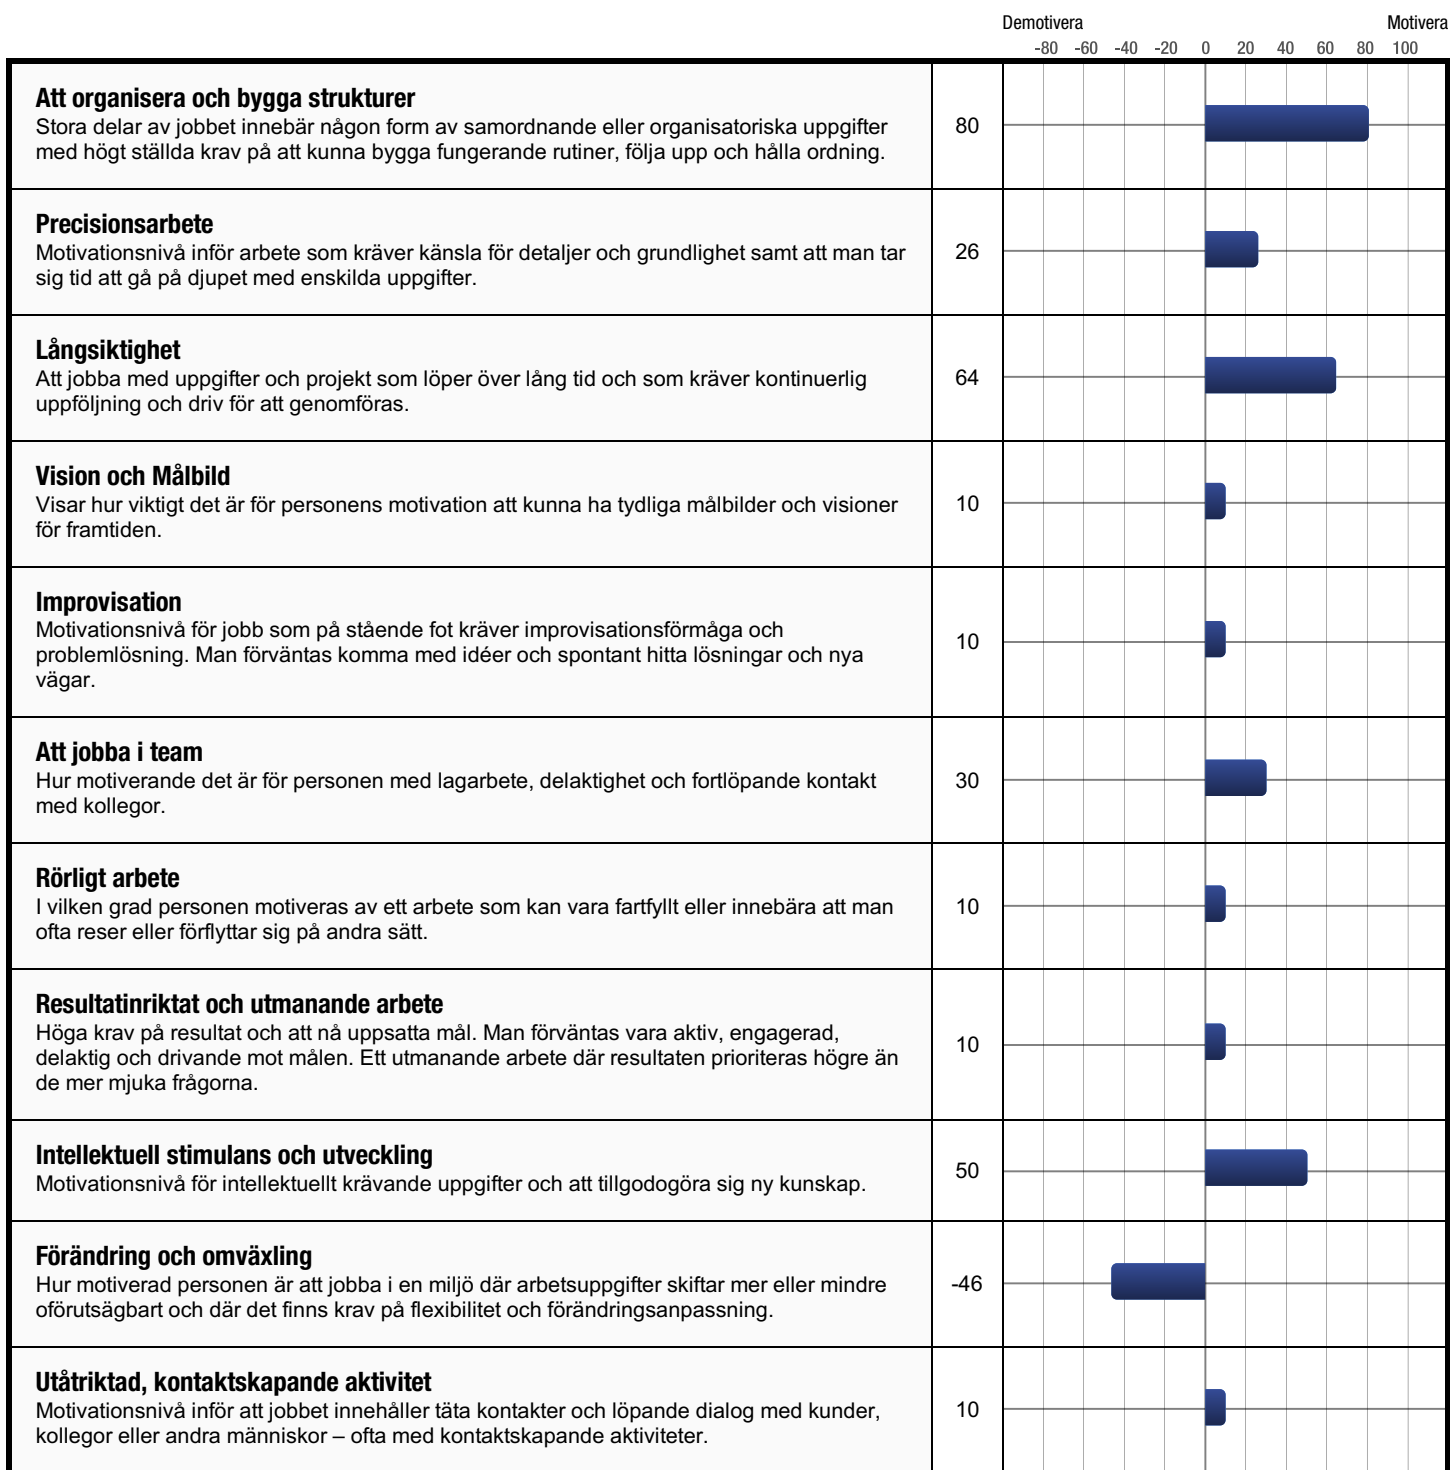 Demotivera Motivera
-80 -60 -40 -20 0 20 40 60 80 100
Att organisera och bygga strukturer
Stora delar av jobbet innebär någon form av samordnande eller organisatoriska uppgifter
med högt ställda krav på att kunna bygga fungerande rutiner, följa upp och hålla ordning.
80
Precisionsarbete
Motivationsnivå inför arbete som kräver känsla för detaljer och grundlighet samt att man tar
sig tid att gå på djupet med enskilda uppgifter.
26
Långsiktighet
Att jobba med uppgifter och projekt som löper över lång tid och som kräver kontinuerlig
uppföljning och driv för att genomföras.
64
Vision och Målbild
Visar hur viktigt det är för personens motivation att kunna ha tydliga målbilder och visioner
för framtiden.
10
Improvisation
Motivationsnivå för jobb som på stående fot kräver improvisationsförmåga och
problemlösning. Man förväntas komma med idéer och spontant hitta lösningar och nya
vägar.
10
Att jobba i team
Hur motiverande det är för personen med lagarbete, delaktighet och fortlöpande kontakt
med kollegor.
30
Rörligt arbete
I vilken grad personen motiveras av ett arbete som kan vara fartfyllt eller innebära att man
ofta reser eller förflyttar sig på andra sätt.
10
Resultatinriktat och utmanande arbete
Höga krav på resultat och att nå uppsatta mål. Man förväntas vara aktiv, engagerad,
delaktig och drivande mot målen. Ett utmanande arbete där resultaten prioriteras högre än
de mer mjuka frågorna.
10
Intellektuell stimulans och utveckling
Motivationsnivå för intellektuellt krävande uppgifter och att tillgodogöra sig ny kunskap.
50
Förändring och omväxling
Hur motiverad personen är att jobba i en miljö där arbetsuppgifter skiftar mer eller mindre
oförutsägbart och där det finns krav på flexibilitet och förändringsanpassning.
-46
Utåtriktad, kontaktskapande aktivitet
Motivationsnivå inför att jobbet innehåller täta kontakter och löpande dialog med kunder,
kollegor eller andra människor – ofta med kontaktskapande aktiviteter.
10